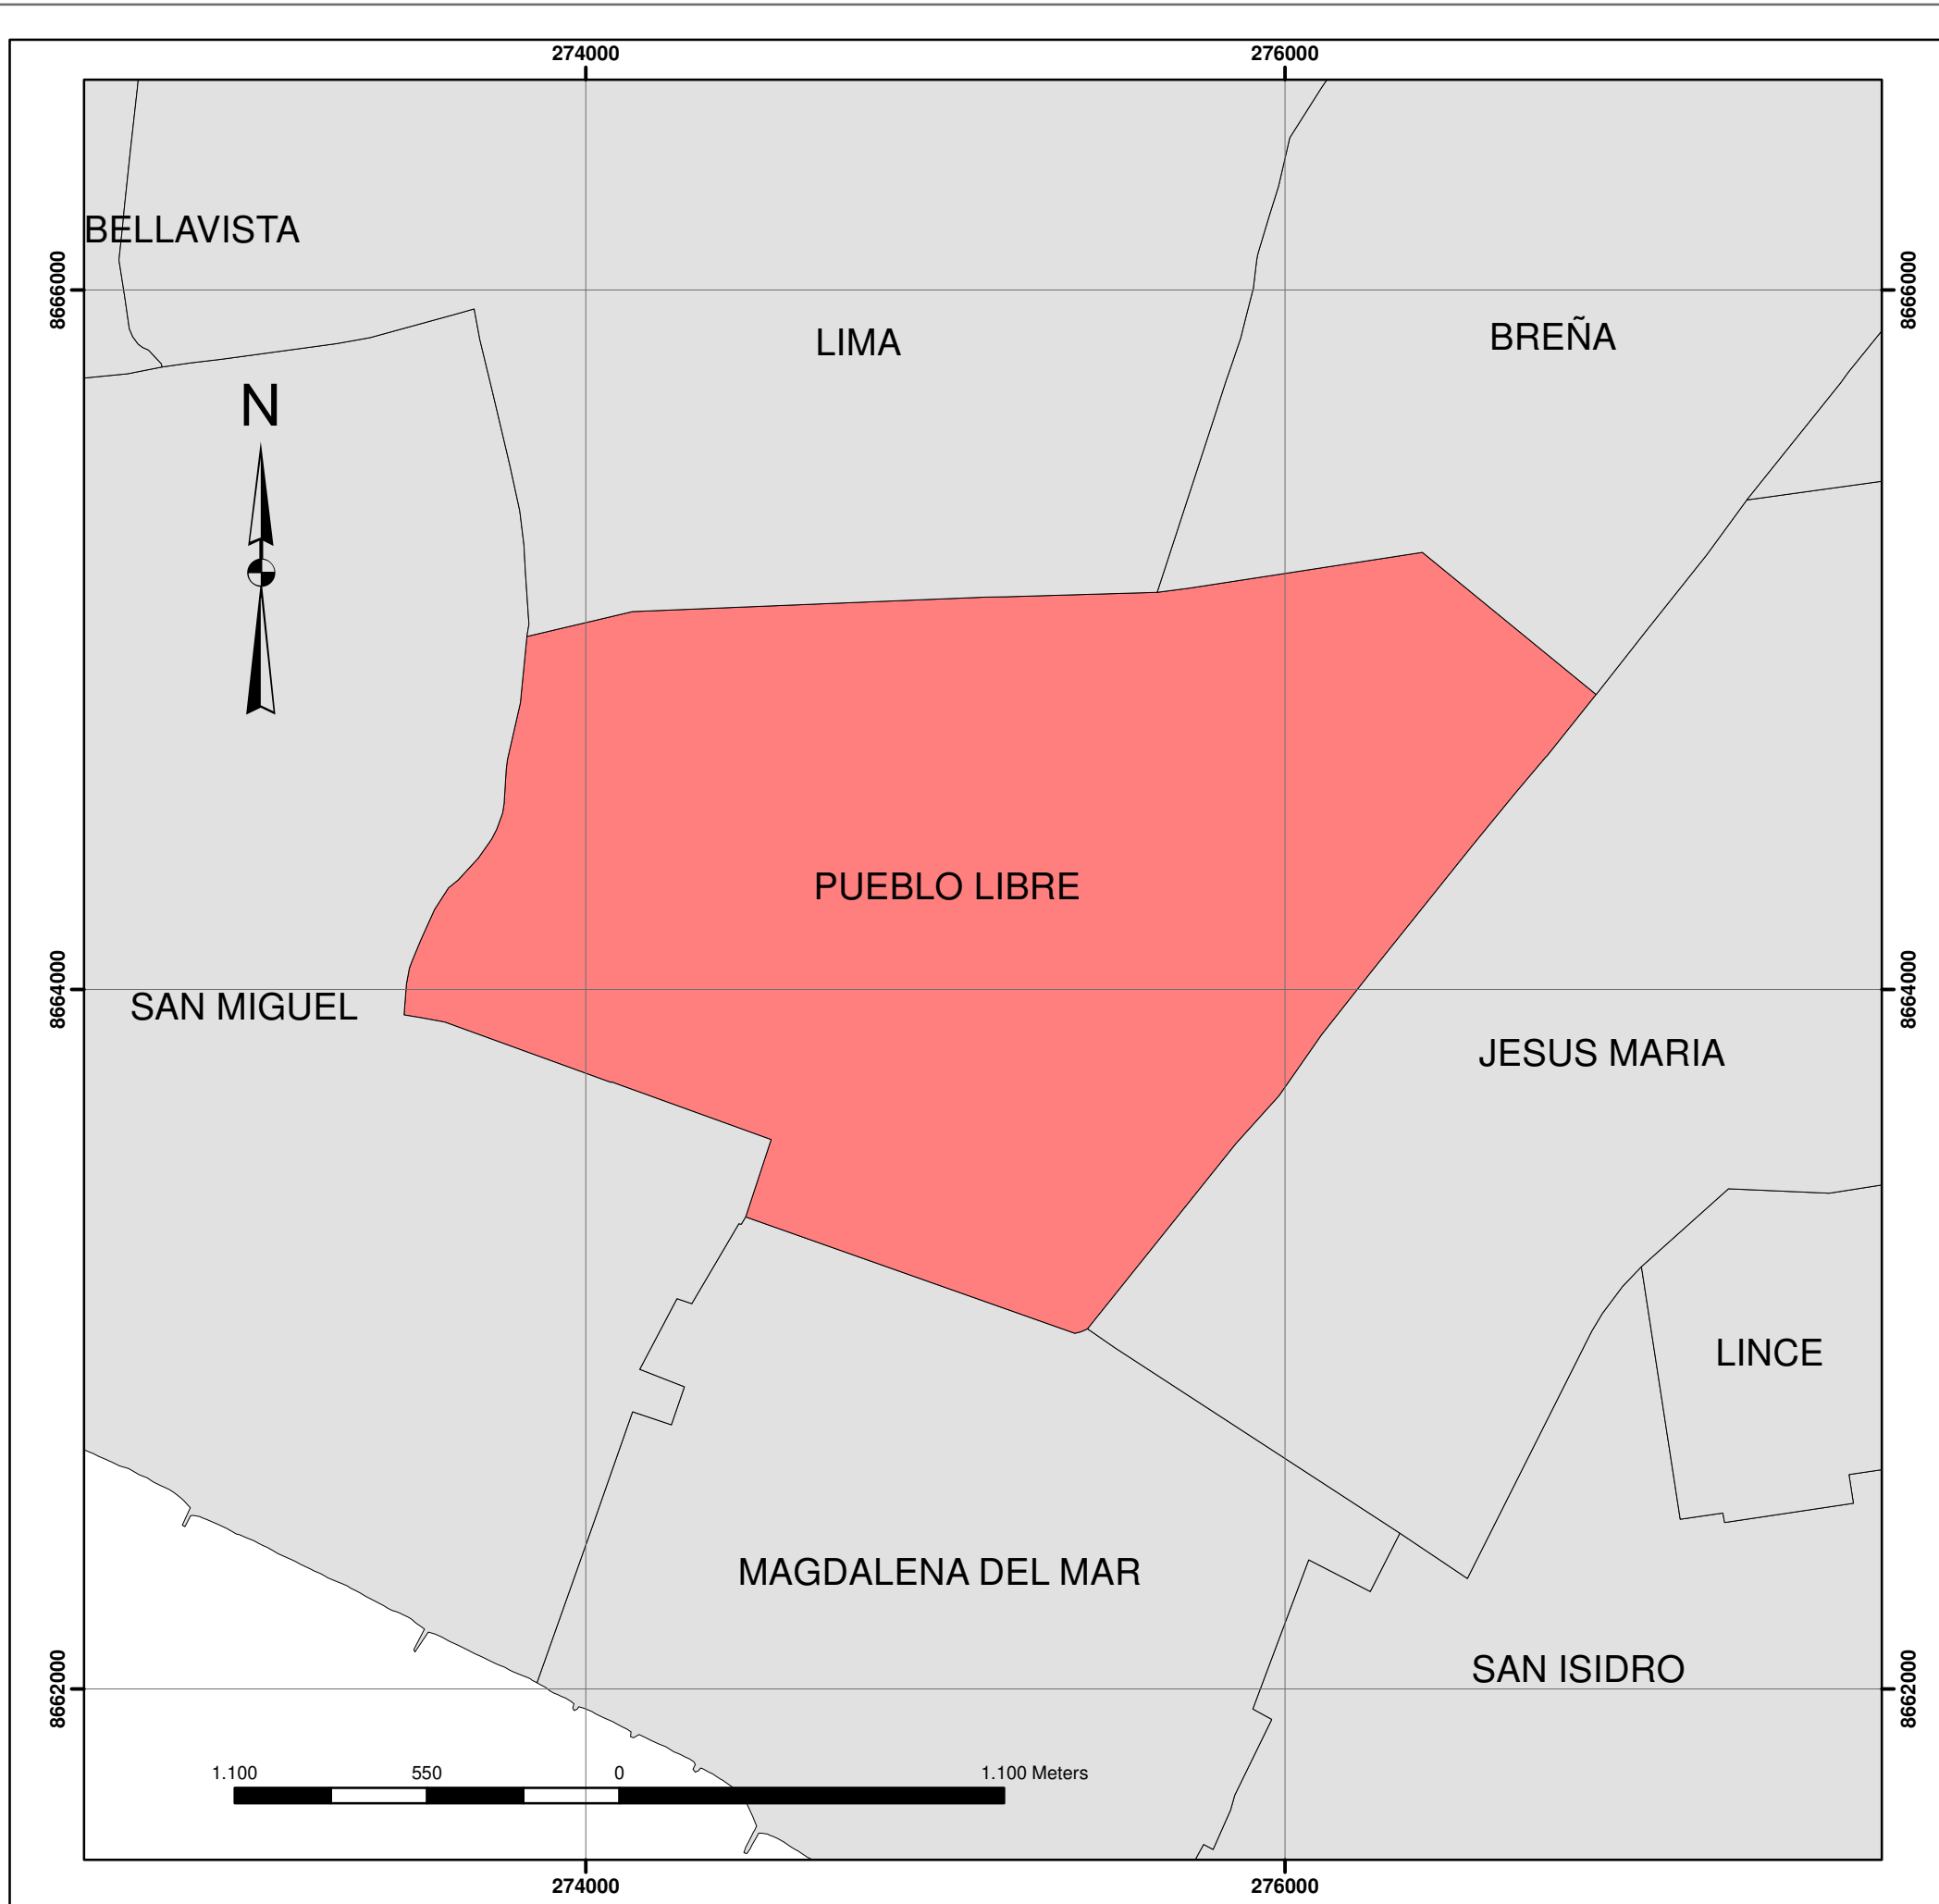 274000 276000
BELLAVISTA
8666000 8666000
LIMA BREÑA
N
PUEBLO LIBRE
8664000 8664000
SAN MIGUEL
JESUS MARIA
LINCE
MAGDALENA DEL MAR
SAN ISIDRO
8662000 8662000
1.100 550 0 1.100 Meters
274000 276000